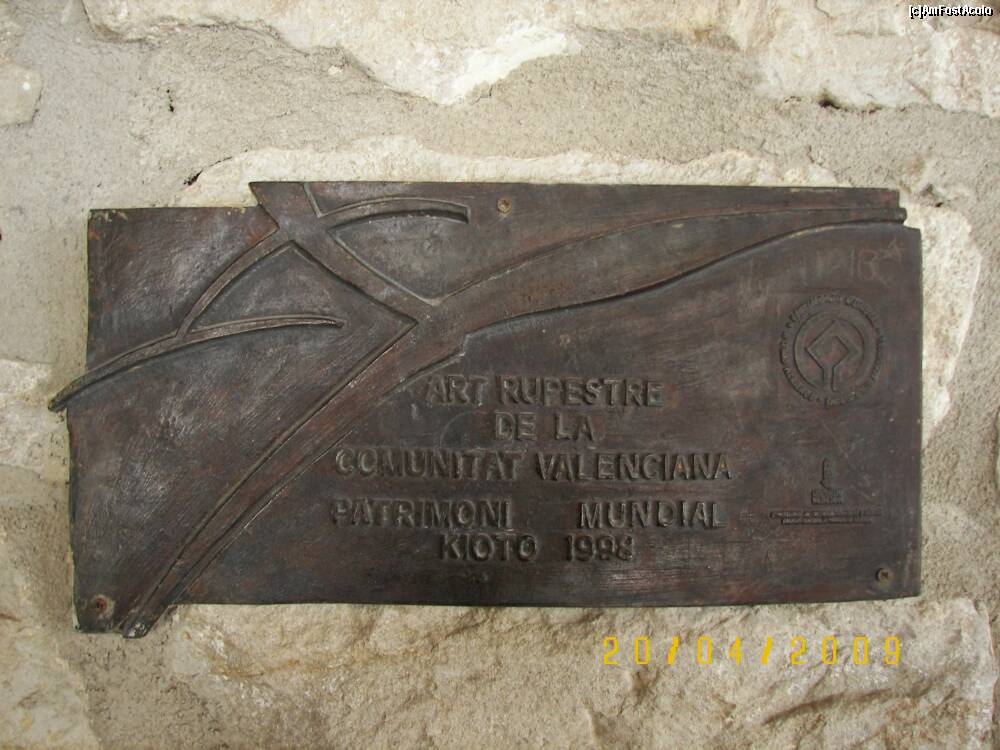 [c]AmFostAcolo
ART RUPESTRE
DE LA
COMUNITAT VALENCIANA
PATRIMONI MUNDIAL
KIOTO 1998
20/04/2009